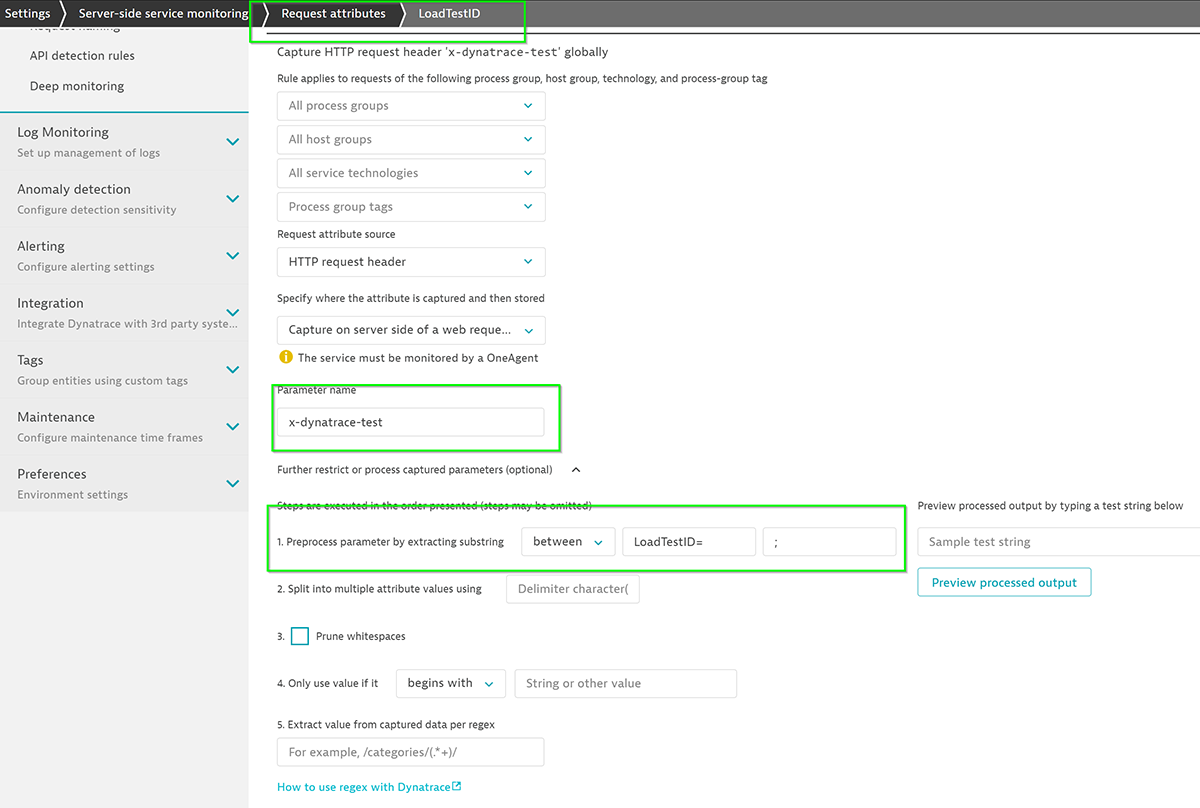 Settings
Server-side service monitoring
Request attributes
LoadTestID
Request naming
API detection rules
Deep monitoring
Log Monitoring
Set up management of logs
Anomaly detection
Configure detection sensitivity
Alerting
Configure alerting settings
Integration
Integrate Dynatrace with 3rd party syste...
Tags
Group entities using custom tags
Maintenance
Configure maintenance time frames
Preferences
Environment settings
Capture HTTP request header 'x-dynatrace-test' globally
Rule applies to requests of the following process group, host group, technology, and process-group tag
All process groups
All host groups
All service technologies
Process group tags
Request attribute source
HTTP request header
Specify where the attribute is captured and then stored
Capture on server side of a web reque...
The service must be monitored by a OneAgent
Parameter name
x-dynatrace-test
Further restrict or process captured parameters (optional)
Steps are executed in the order presented (steps may be omitted)
1. Preprocess parameter by extracting substring between LoadTestID= ;
2. Split into multiple attribute values using Delimiter character(
3. Prune whitespaces
4. Only use value if it begins with String or other value
5. Extract value from captured data per regex
For example, /categories/(.*+)/
How to use regex with Dynatrace
Preview processed output by typing a test string below
Sample test string
Preview processed output